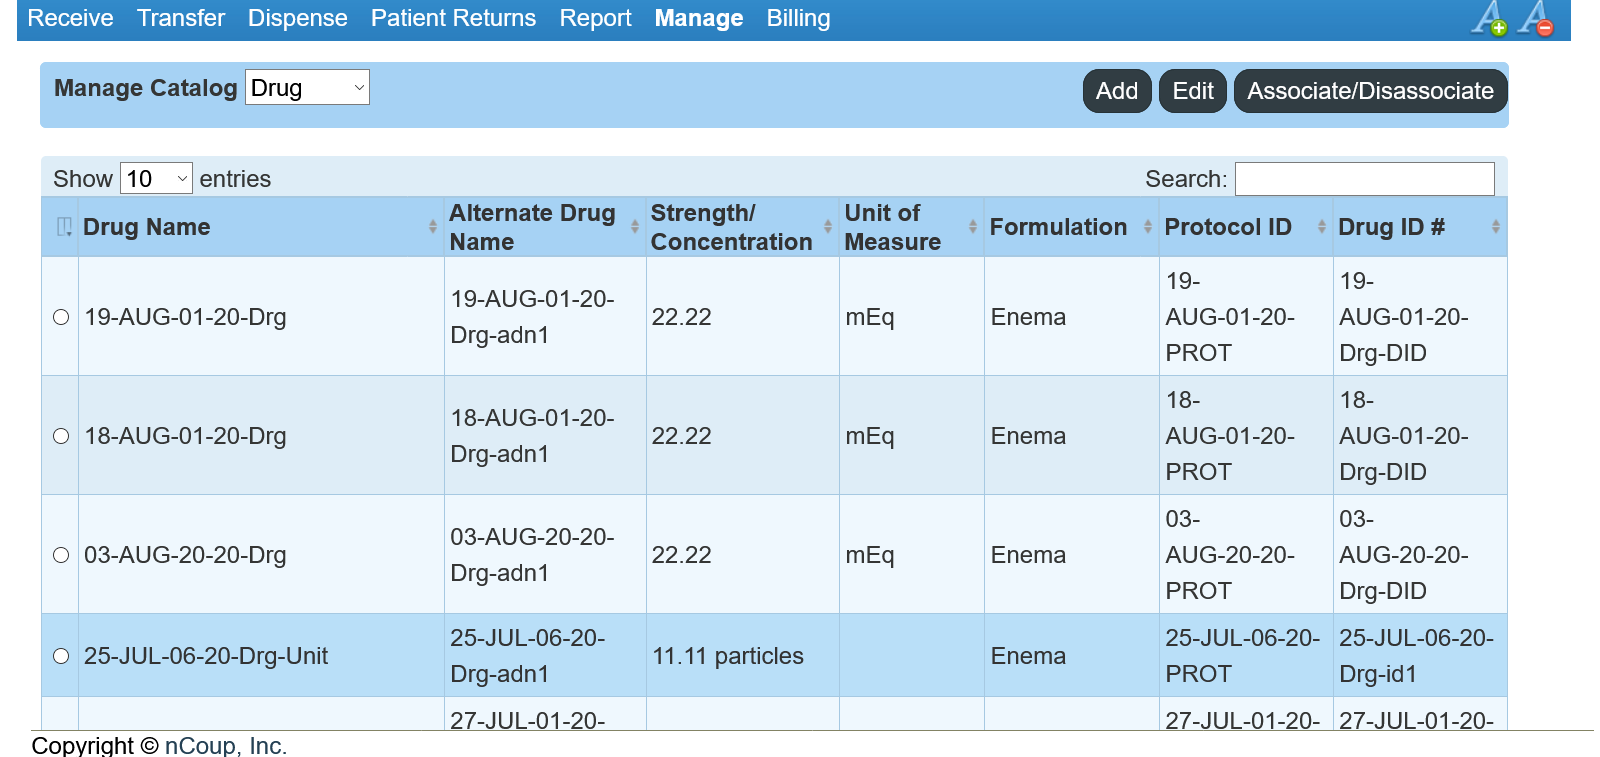 Receive Transfer Dispense Patient Returns Report Manage Billing
Manage Catalog Drug Add Edit Associate/Disassociate
Show 10 entries Search:
Drug Name Alternate Drug Name Strength/ Concentration Unit of Measure Formulation Protocol ID Drug ID #
19-AUG-01-20-Drg 19-AUG-01-20-Drg-adn1 22.22 mEq Enema 19-AUG-01-20-PROT 19-AUG-01-20-Drg-DID
18-AUG-01-20-Drg 18-AUG-01-20-Drg-adn1 22.22 mEq Enema 18-AUG-01-20-PROT 18-AUG-01-20-Drg-DID
03-AUG-20-20-Drg 03-AUG-20-20-Drg-adn1 22.22 mEq Enema 03-AUG-20-20-PROT 03-AUG-20-20-Drg-DID
25-JUL-06-20-Drg-Unit 25-JUL-06-20-Drg-adn1 11.11 particles Enema 25-JUL-06-20-PROT 25-JUL-06-20-Drg-id1
27-JUL-01-20- 27-JUL-01-20- 27-JUL-01-20-
Copyright © nCoup, Inc.